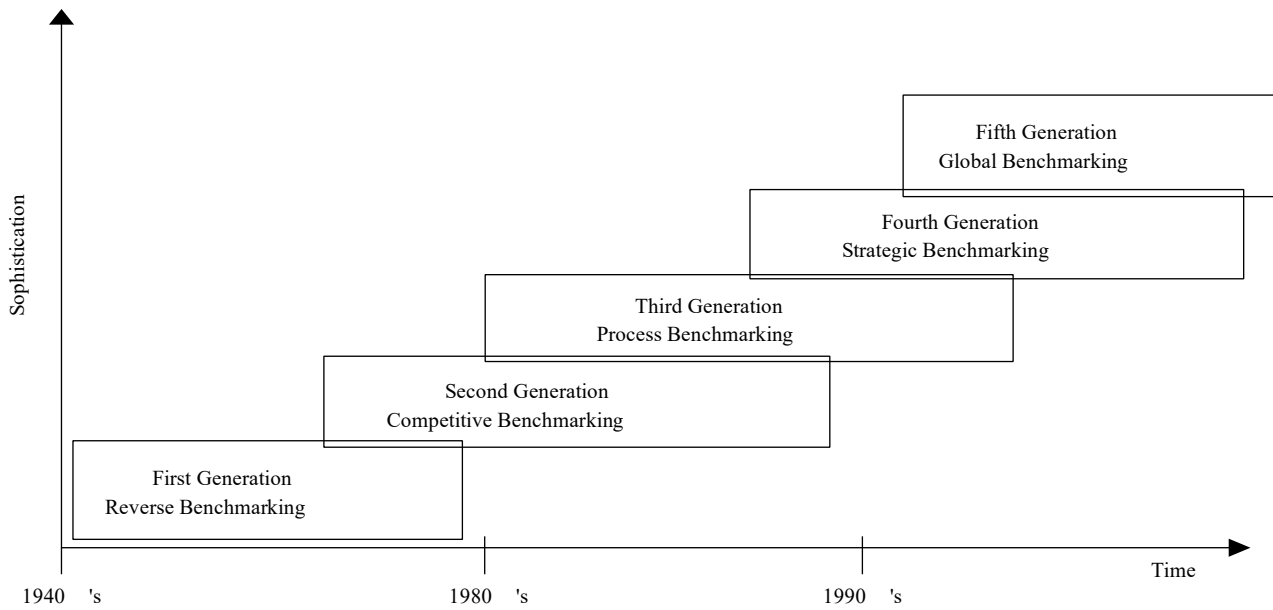 Fifth Generation
Global Benchmarking
Fourth Generation
Strategic Benchmarking
Sophistication
Third Generation
Process Benchmarking
Second Generation
Competitive Benchmarking
First Generation
Reverse Benchmarking
Time
1940 's 1980 's 1990 's